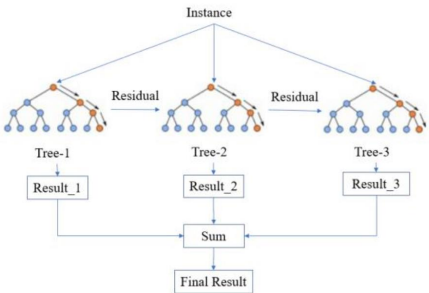 Instance
Residual
Residual
Tree-1
Tree-2
Tree-3
Result_1
Result_2
Result_3
Sum
Final Result